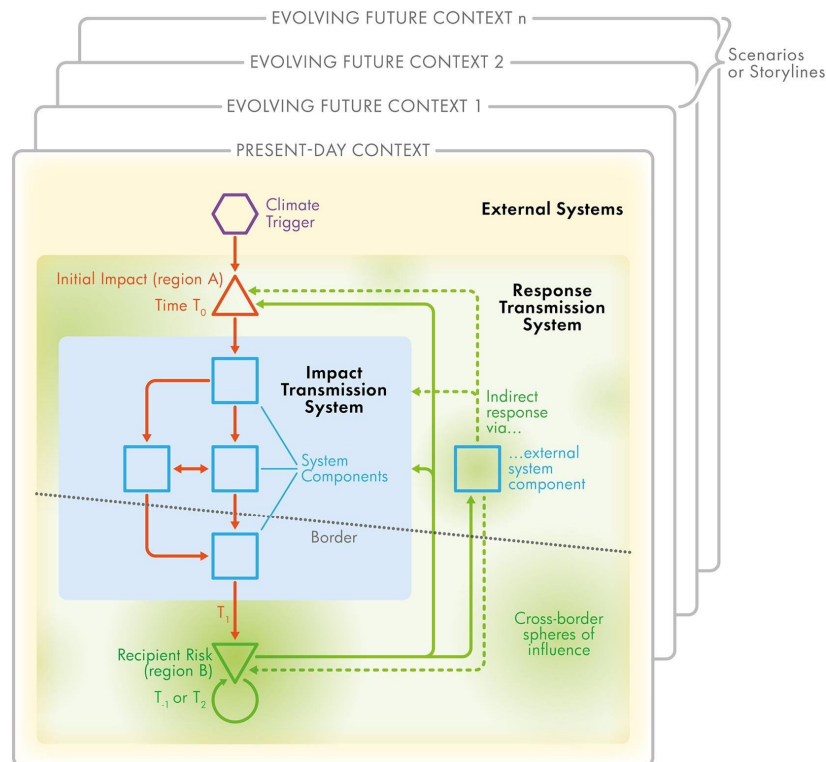 EVOLVING FUTURE CONTEXT n
Scenarios
or Storylines
EVOLVING FUTURE CONTEXT 2
EVOLVING FUTURE CONTEXT 1
PRESENT-DAY CONTEXT
Climate
Trigger
External Systems
Initial Impact (region A)
Time T₀
Response
Transmission
System
Impact
Transmission
System
Indirect
response
via...
...external
system
component
System
Components
Border
T₁
Cross-border
spheres of
influence
Recipient Risk
(region B)
T₋₁ or T₂